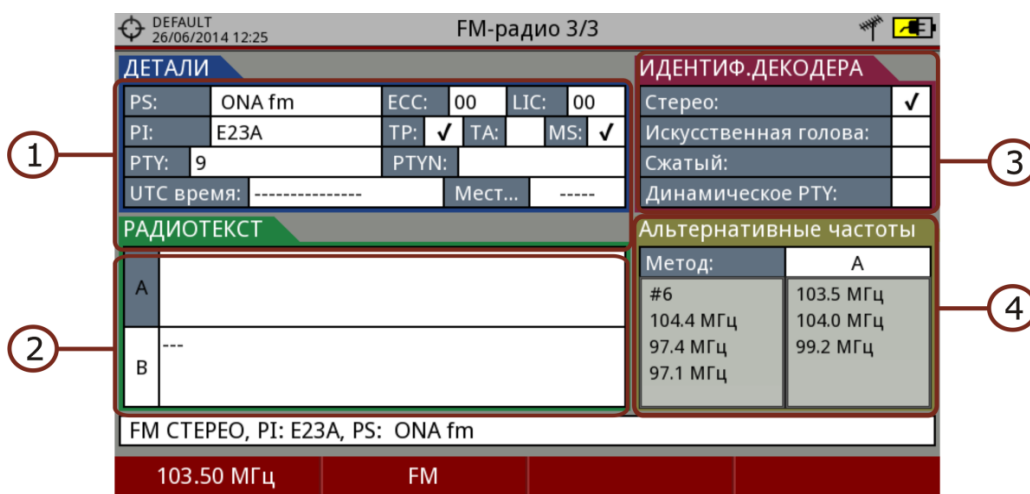 DEFAULT
26/06/2014 12:25
FM-радио 3/3
ДЕТАЛИ
PS: ONA fm ECC: 00 LIC: 00
PI: E23A TP: ✓ TA: MS: ✓
PTY: 9 PTYN:
UTC время: --------------- Мест... -----
РАДИОТЕКСТ
A
B ---
ИДЕНТИФ.ДЕКОДЕРА
Стерео: ✓
Искусственная голова:
Сжатый:
Динамическое PTY:
Альтернативные частоты
Метод: A
#6 103.5 МГц
104.4 МГц 104.0 МГц
97.4 МГц 99.2 МГц
97.1 МГц
FM СТЕРЕО, PI: E23A, PS: ONA fm
103.50 МГц FM
1
2
3
4